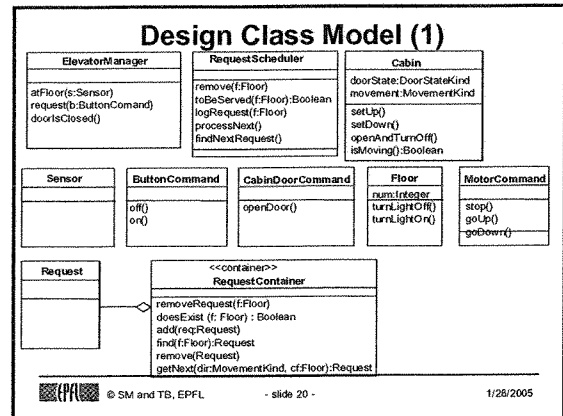 Design Class Model (1)
ElevatorManager
atFloor(s:Sensor)
request(b:ButtonComand)
doorIsClosed()
RequestScheduler
remove(f:Floor)
toBeServed(f:Floor):Boolean
logRequest(f:Floor)
processNext()
findNextRequest()
Cabin
doorState:DoorStateKind
movement:MovementKind
setUp()
setDown()
openAndTurnOff()
isMoving():Boolean
Sensor
ButtonCommand
off()
on()
CabinDoorCommand
openDoor()
Floor
num:Integer
turnLightOff()
turnLightOn()
MotorCommand
stop()
goUp()
goDown()
Request
<<container>>
RequestContainer
removeRequest(f:Floor)
doesExist (f: Floor) : Boolean
add(req:Request)
find(f:Floor):Request
remove(Request)
getNext(dir:MovementKind, cf:Floor):Request
EPFL © SM and TB, EPFL - slide 20 - 1/28/2005